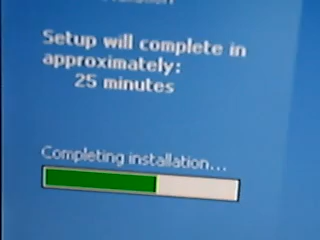 Setup will complete in
approximately:
25 minutes
Completing installation...